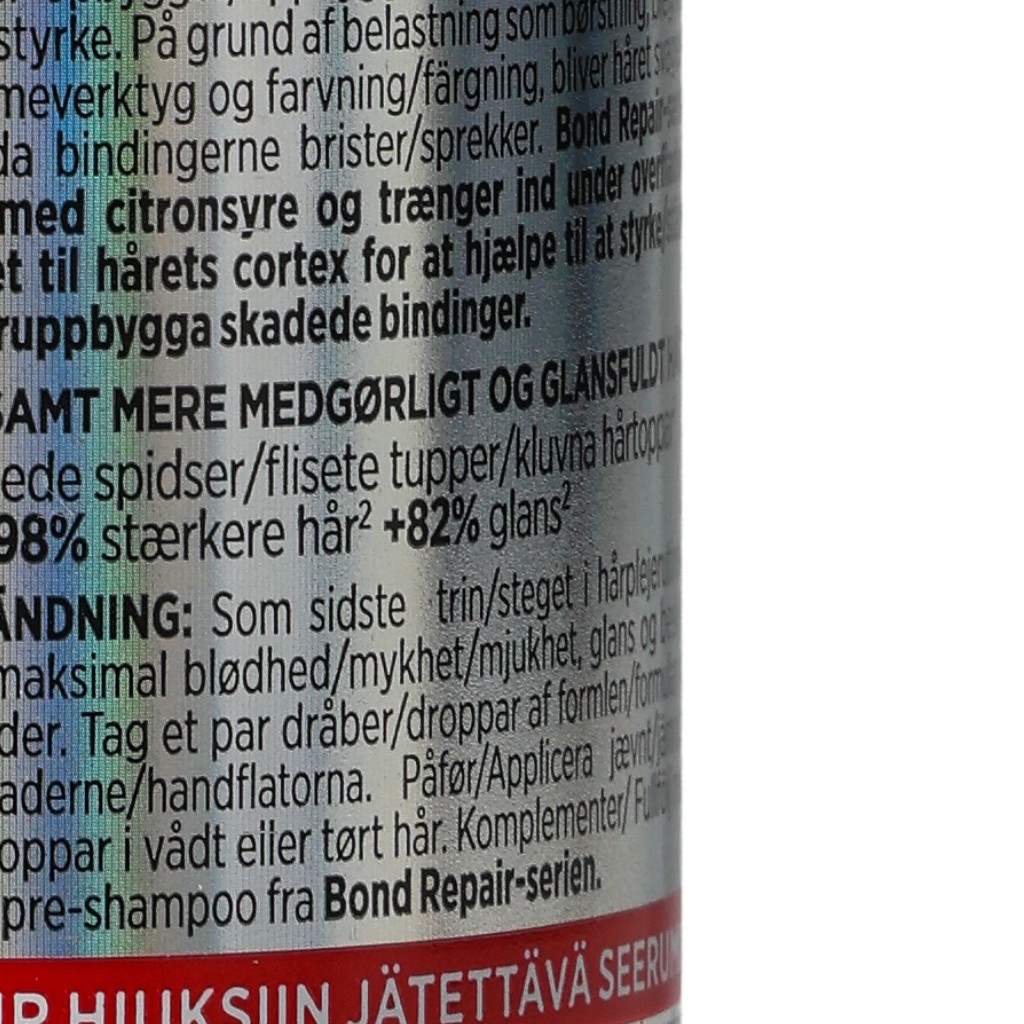 styrke. På grund af belastning som børstning,
meverktyg og farvning/färgning, bliver håret
da bindingerne brister/sprekker. Bond Repair-
med citronsyre og trænger ind under
et til hårets cortex for at hjælpe til at styrke/
ruppbygga skadede bindinger.
SAMT MERE MEDGØRLIGT OG GLANSFULDT
ede spidser/flisete tupper/kluvna hårtoppar
98% stærkere hår² +82% glans²
ÄNDNING: Som sidste trin/steget i
maksimal blødhed/mykhet/mjukhet, glans og
der. Tag et par dråber/droppar af formlen/
aderne/handflatorna. Påfør/Applicera jævnt/
oppar i vådt eller tørt hår. Komplementer/
pre-shampoo fra Bond Repair-serien.
HIUKSIIN JÄTETTÄVÄ SEERUM